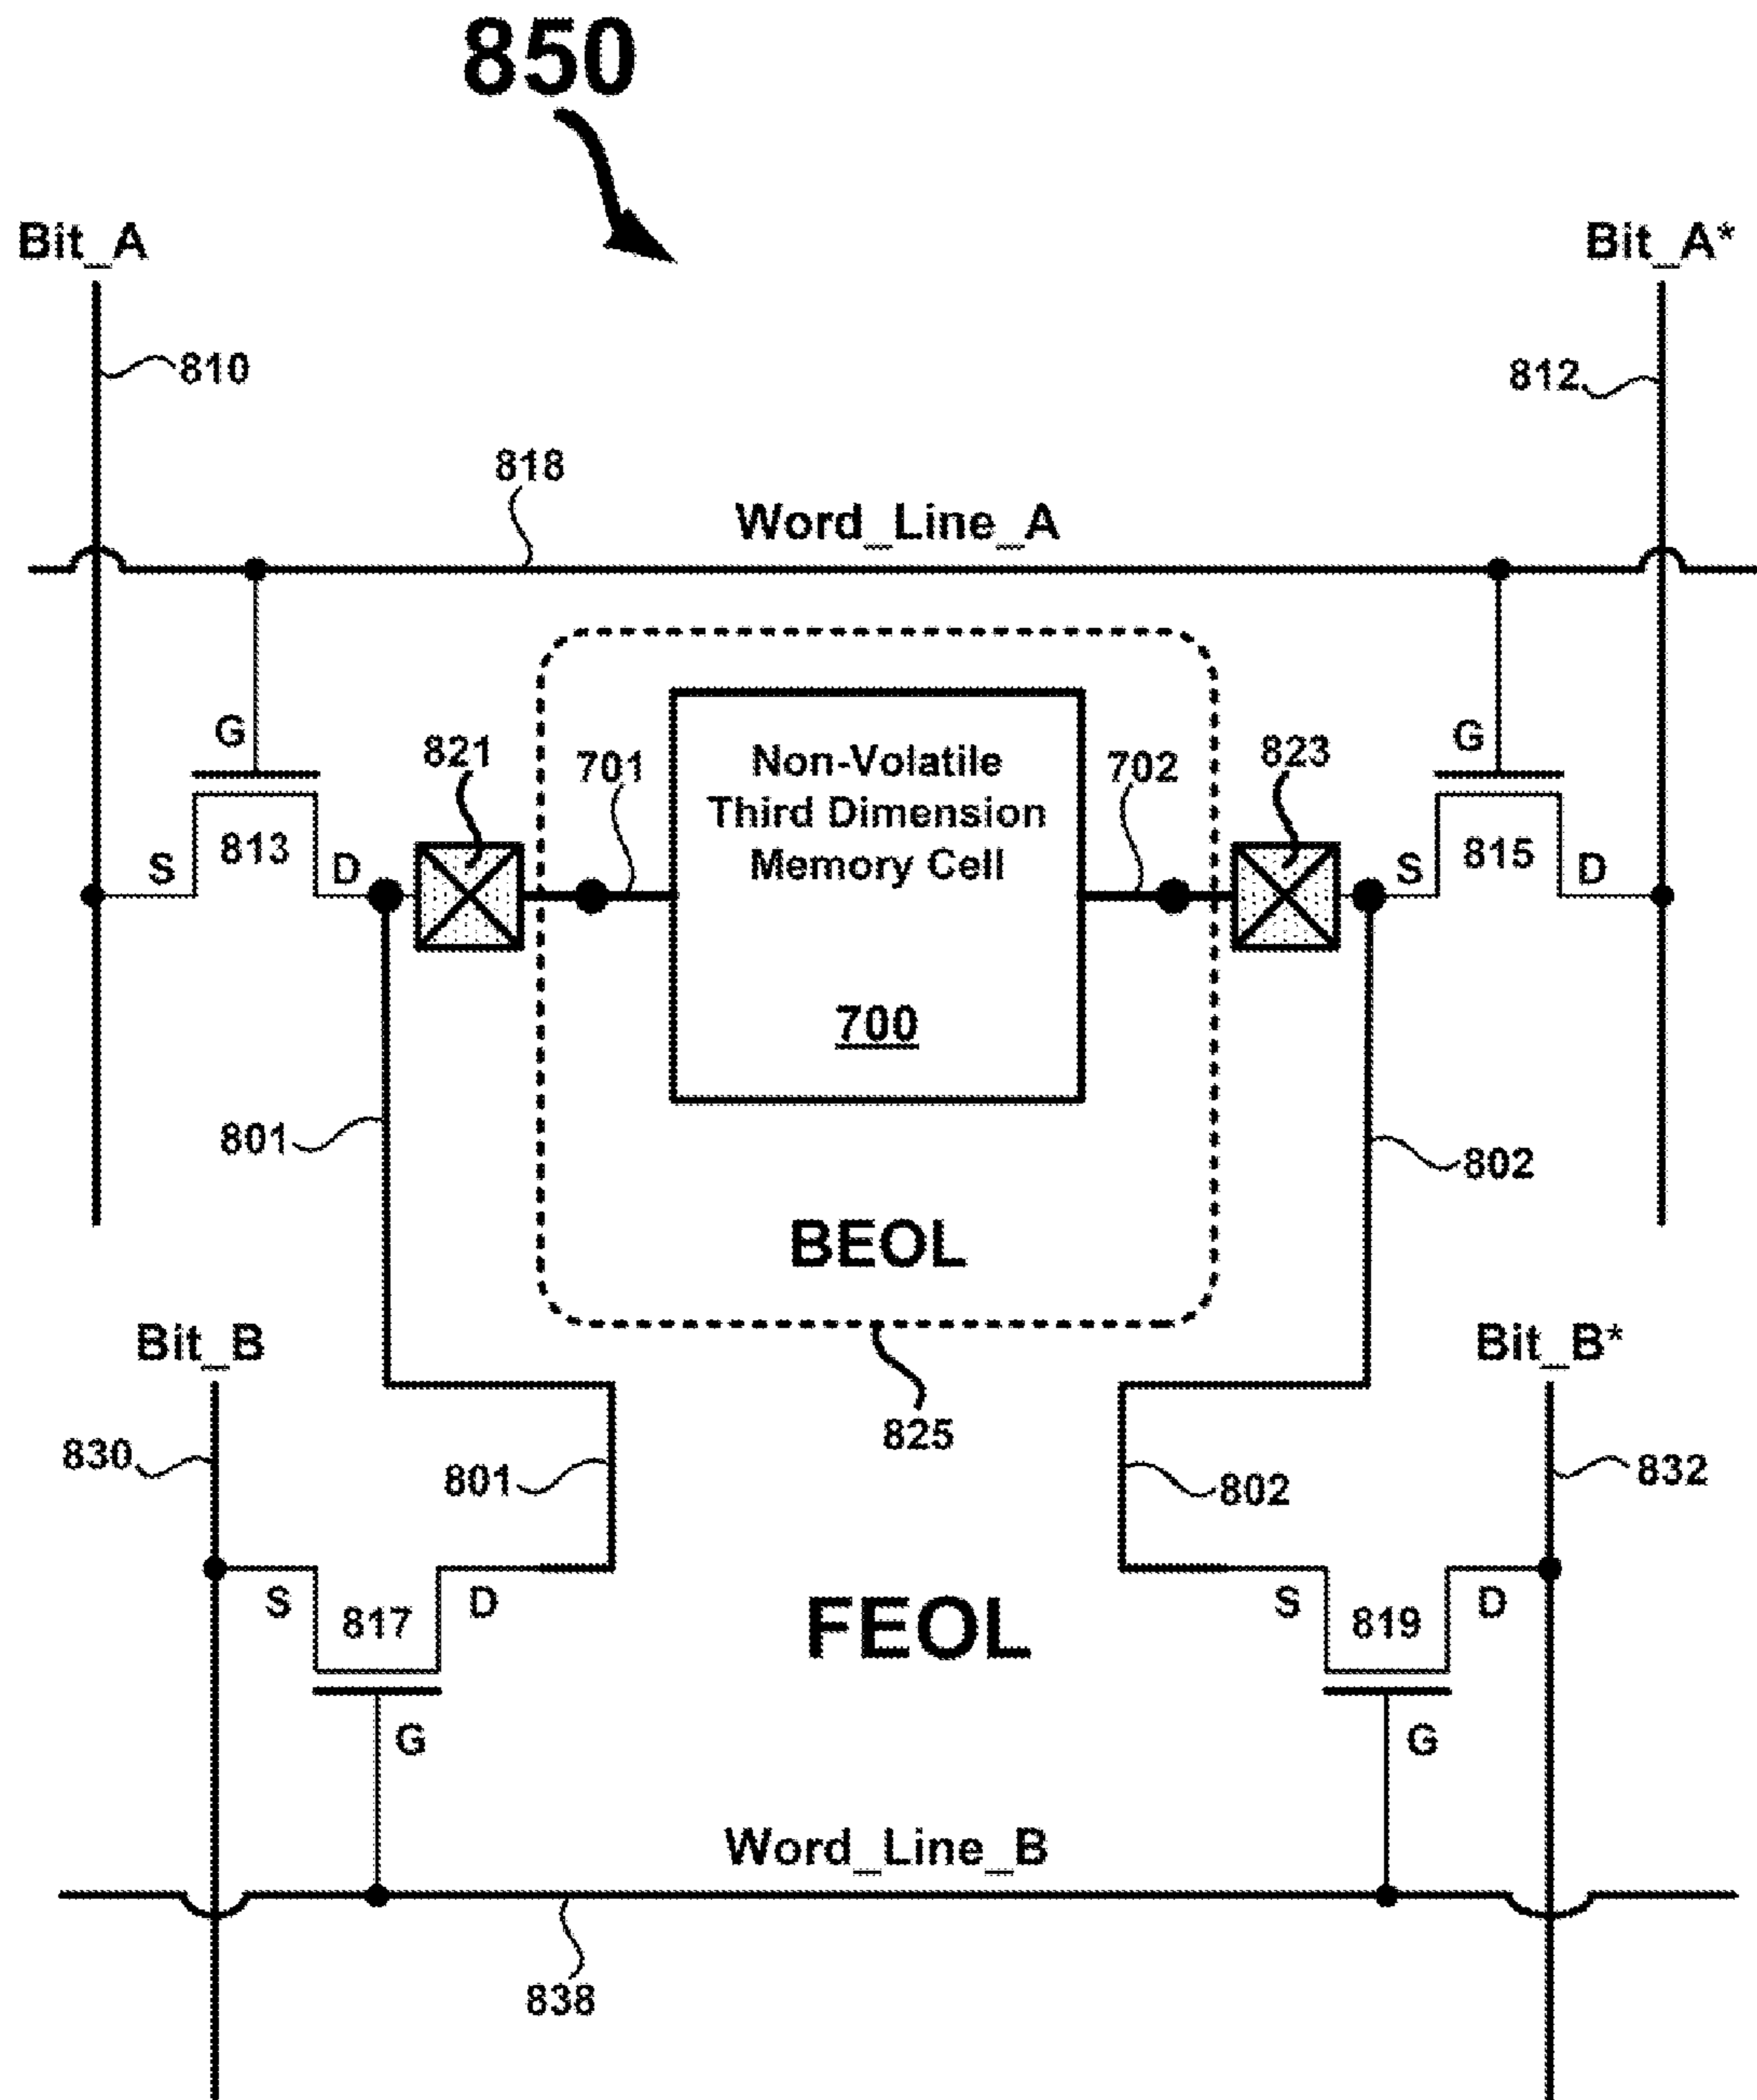 850
Bit_A
Bit_A*
810
812
818
Word_Line_A
G
G
821
701
Non-Volatile
Third Dimension
Memory Cell
702
823
S
813
D
S
815
D
700
801
802
BEOL
Bit_B
Bit_B*
825
830
801
802
832
S
817
D
FEOL
S
819
D
G
G
Word_Line_B
838